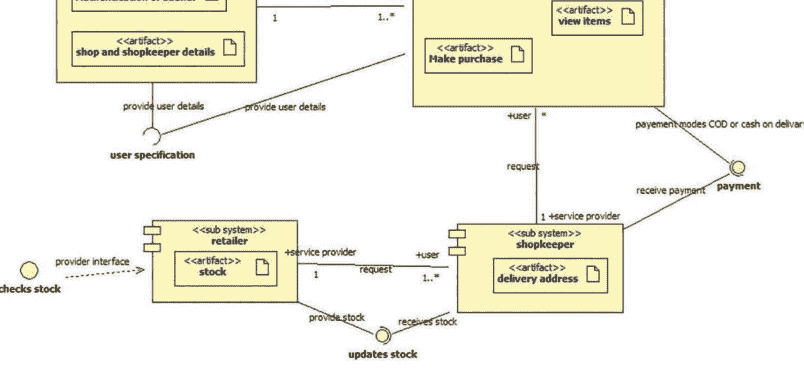 <<artifact>>
view items
1
1..*
<<artifact>>
shop and shopkeeper details
<<artifact>>
Make purchase
provide user details
provide user details
user specification
+user
*
payement modes COD or cash on delivar
request
payment
receive payment
1 +service provider
<<sub system>>
retailer
<<artifact>>
stock
<<sub system>>
shopkeeper
<<artifact>>
delivery address
+service provider
+user
1
request
1..*
provider interface
checks stock
provide stock
receives stock
updates stock